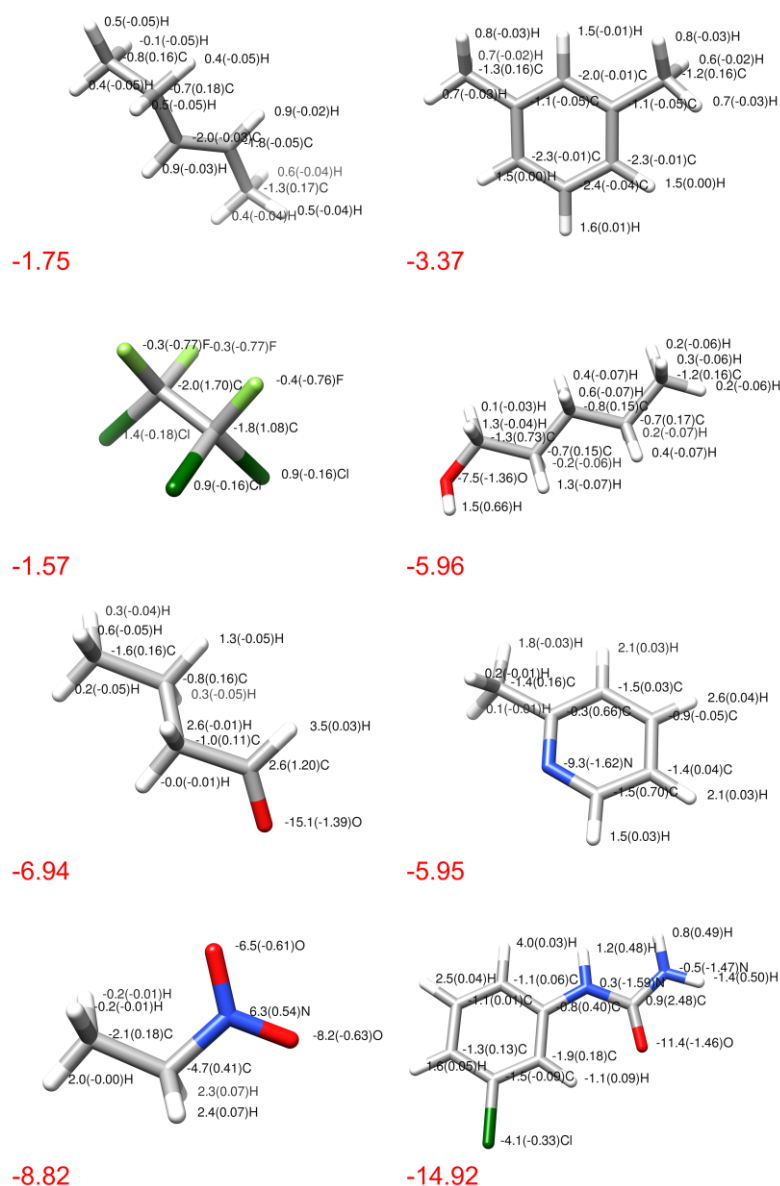 0.5(-0.05)H
-0.1(-0.05)H
-0.8(0.16)C
0.4(-0.05)H
0.4(-0.05)H
-0.7(0.18)C
0.5(-0.05)H
0.9(-0.02)H
-2.0(-0.03)C
-1.8(-0.05)C
0.9(-0.03)H
0.6(-0.04)H
-1.3(0.17)C
0.5(-0.04)H
0.4(-0.04)H
-1.75
0.8(-0.03)H
1.5(-0.01)H
0.8(-0.03)H
0.7(-0.02)H
0.6(-0.02)H
-1.3(0.16)C
-2.0(-0.01)C
-1.2(0.16)C
0.7(-0.03)H
-1.1(-0.05)C
-1.1(-0.05)C
0.7(-0.03)H
-2.3(-0.01)C
-2.3(-0.01)C
1.5(0.00)H
-2.4(-0.04)C
1.5(0.00)H
1.6(0.01)H
-3.37
-0.3(-0.77)F
-0.3(-0.77)F
-2.0(1.70)C
-0.4(-0.76)F
-1.8(1.08)C
1.4(-0.18)Cl
0.9(-0.16)Cl
0.9(-0.16)Cl
-1.57
0.2(-0.06)H
0.3(-0.06)H
-1.2(0.16)C
0.4(-0.07)H
0.2(-0.06)H
0.6(-0.07)H
-0.8(0.15)C
0.1(-0.03)H
-0.7(0.17)C
1.3(-0.04)H
0.2(-0.07)H
-1.3(0.73)C
-0.7(0.15)C
0.4(-0.07)H
-0.2(-0.06)H
-7.5(-1.36)O
1.3(-0.07)H
1.5(0.66)H
-5.96
0.3(-0.04)H
0.6(-0.05)H
1.3(-0.05)H
-1.6(0.16)C
-0.8(0.16)C
0.2(-0.05)H
0.3(-0.05)H
2.6(-0.01)H
3.5(0.03)H
-1.0(0.11)C
2.6(1.20)C
-0.0(-0.01)H
-15.1(-1.39)O
-6.94
1.8(-0.03)H
2.1(0.03)H
0.2(-0.01)H
-1.4(0.16)C
-1.5(0.03)C
2.6(0.04)H
0.1(-0.01)H
-0.3(0.66)C
-0.9(-0.05)C
-9.3(-1.62)N
-1.4(0.04)C
-1.5(0.70)C
2.1(0.03)H
1.5(0.03)H
-5.95
-6.5(-0.61)O
-0.2(-0.01)H
-0.2(-0.01)H
6.3(0.54)N
-2.1(0.18)C
-8.2(-0.63)O
-4.7(0.41)C
2.0(-0.00)H
2.3(0.07)H
2.4(0.07)H
-8.82
0.8(0.49)H
4.0(0.03)H
1.2(0.48)H
-0.5(-1.47)N
-1.4(0.50)H
2.5(0.04)H
-1.1(0.06)C
0.3(-1.59)N
-1.1(0.01)C
0.8(0.40)C
0.9(2.48)C
-11.4(-1.46)O
-1.3(0.13)C
-1.9(0.18)C
1.6(0.05)H
-1.5(-0.09)C
-1.1(0.09)H
-4.1(-0.33)Cl
-14.92